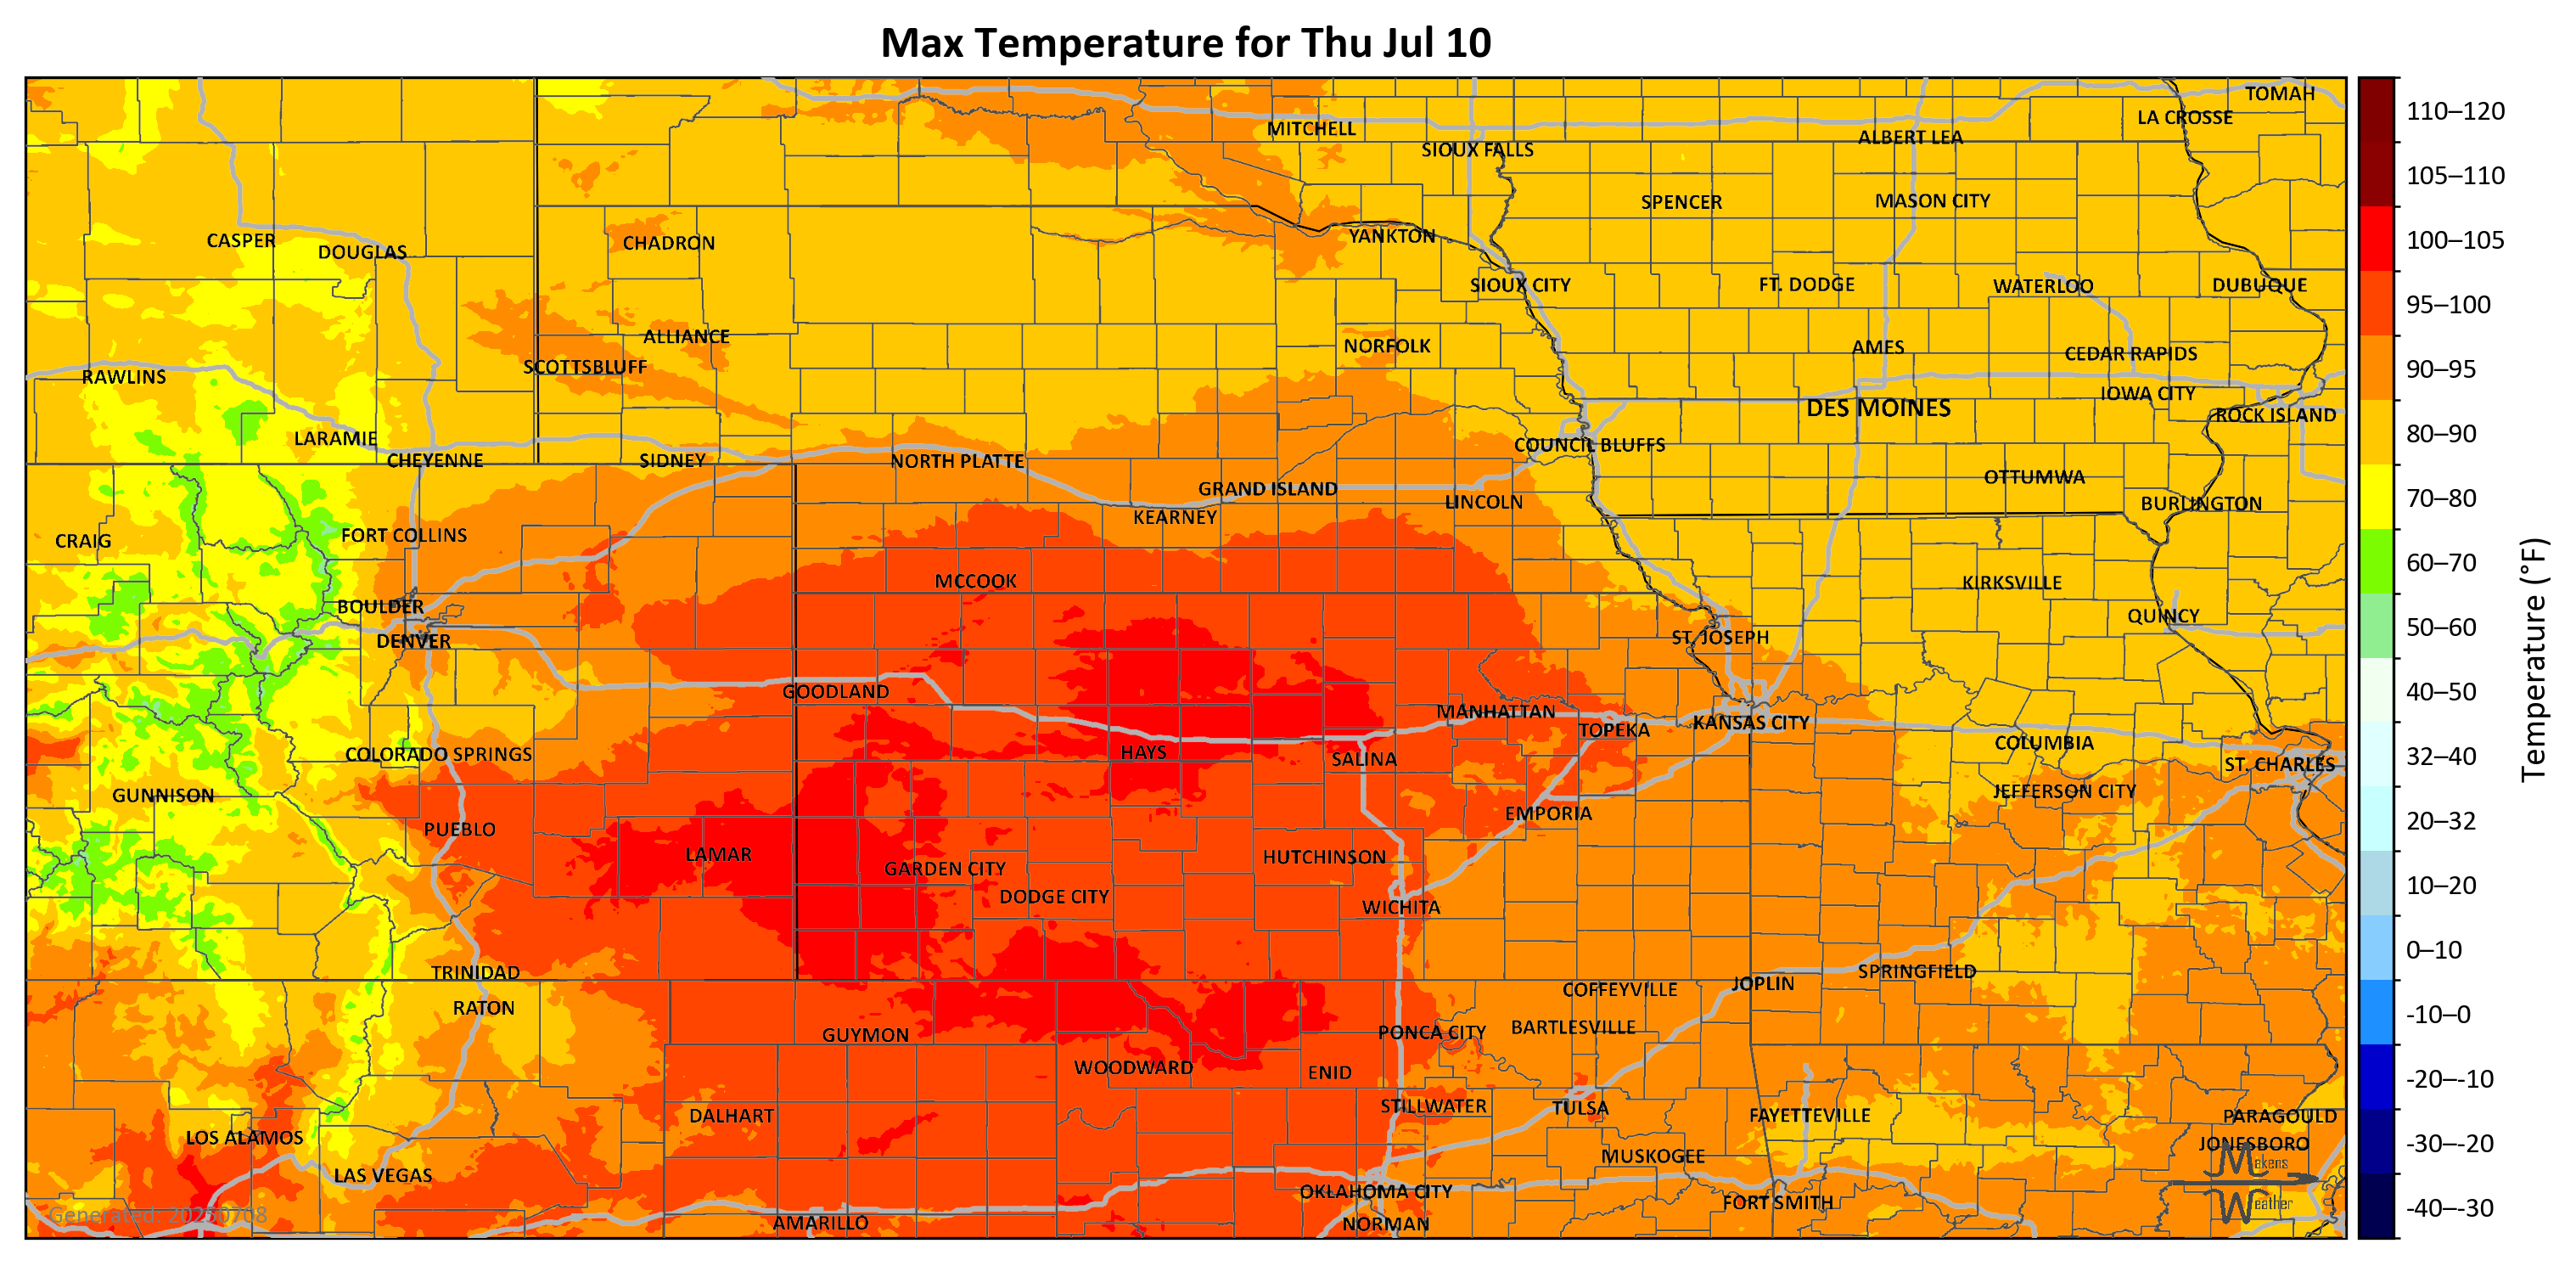 Max Temperature for Thu Jul 10
TOMAH
LA CROSSE
MITCHELL
ALBERT LEA
SIOUX FALLS
SPENCER
MASON CITY
CASPER
DOUGLAS
CHADRON
YANKTON
SIOUX CITY
FT. DODGE
WATERLOO
DUBUQUE
ALLIANCE
NORFOLK
AMES
CEDAR RAPIDS
SCOTTSBLUFF
RAWLINS
IOWA CITY
DES MOINES
ROCK ISLAND
LARAMIE
COUNCIL BLUFFS
CHEYENNE
SIDNEY
NORTH PLATTE
OTTUMWA
GRAND ISLAND
LINCOLN
BURLINGTON
KEARNEY
CRAIG
FORT COLLINS
MCCOOK
KIRKSVILLE
BOULDER
QUINCY
DENVER
ST. JOSEPH
GOODLAND
MANHATTAN
TOPEKA
KANSAS CITY
COLUMBIA
COLORADO SPRINGS
HAYS
SALINA
ST. CHARLES
GUNNISON
JEFFERSON CITY
EMPORIA
PUEBLO
LAMAR
HUTCHINSON
GARDEN CITY
DODGE CITY
WICHITA
TRINIDAD
SPRINGFIELD
JOPLIN
COFFEYVILLE
RATON
GUYMON
PONCA CITY
BARTLESVILLE
WOODWARD
ENID
STILLWATER
TULSA
DALHART
FAYETTEVILLE
PARAGOULD
LOS ALAMOS
JONESBORO
MUSKOGEE
LAS VEGAS
OKLAHOMA CITY
FORT SMITH
AMARILLO
NORMAN
Generated: 20250708
Makens
Weather
110–120
105–110
100–105
95–100
90–95
80–90
70–80
60–70
50–60
40–50
32–40
20–32
10–20
0–10
-10–0
-20–-10
-30–-20
-40–-30
Temperature (°F)